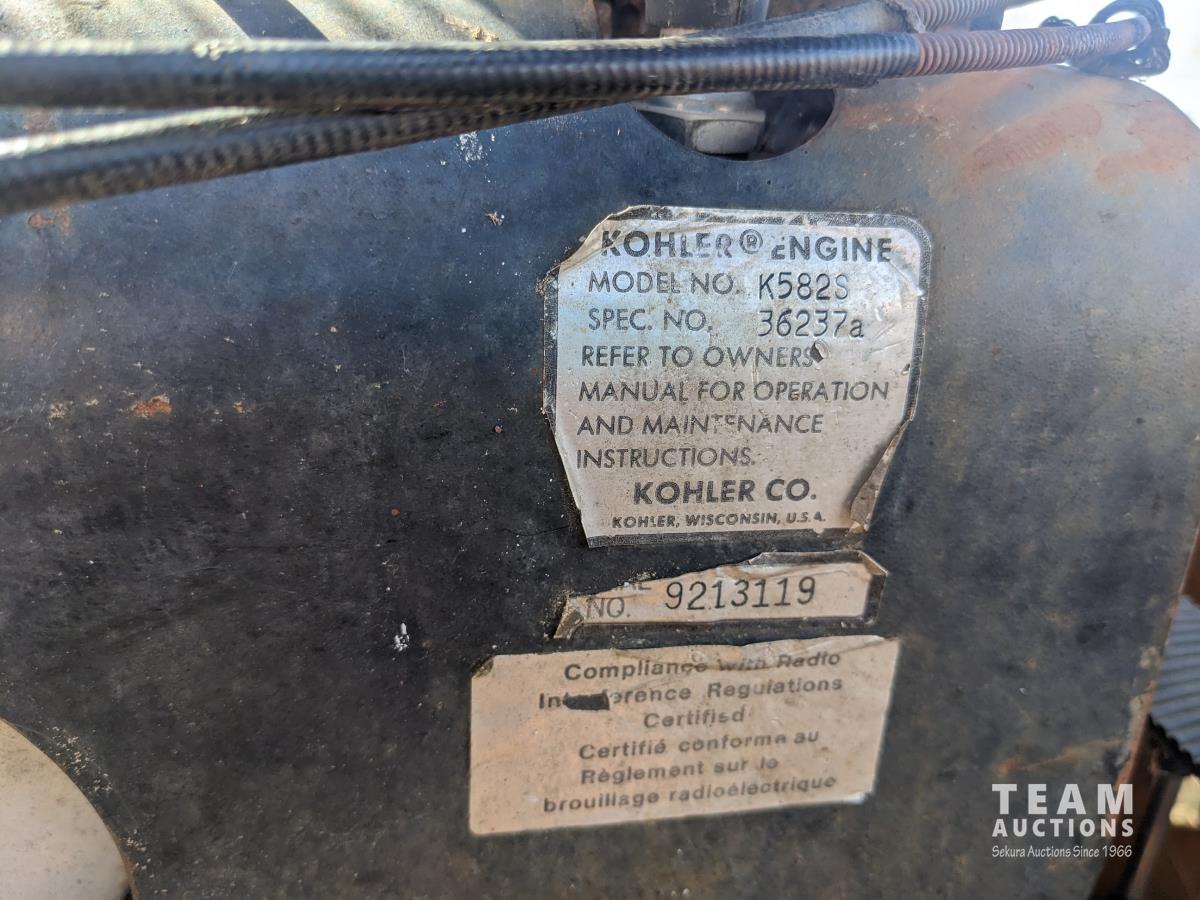 KOHLER® ENGINE
MODEL NO. K582S
SPEC. NO. 36237a
REFER TO OWNERS
MANUAL FOR OPERATION
AND MAINTENANCE
INSTRUCTIONS.
KOHLER CO.
KOHLER, WISCONSIN, U.S.A.
NO. 9213119
Compliance with Radio
Interference Regulations
Certified
Certifié conforme au
Règlement sur le
brouillage radioélectrique
TEAM
AUCTIONS
Sekura Auctions Since 1966